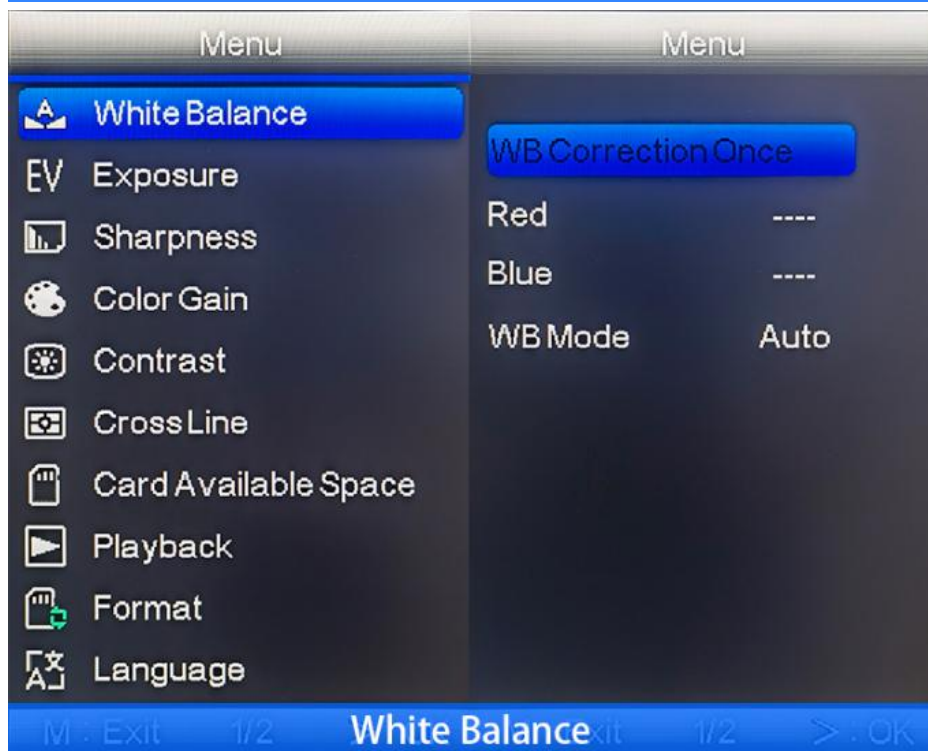 Menu
White Balance
EV Exposure
Sharpness
Color Gain
Contrast
Cross Line
Card Available Space
Playback
Format
Language
M : Exit 1/2
Menu
WB Correction Once
Red ----
Blue ----
WB Mode Auto
1/2 > : OK
White Balance